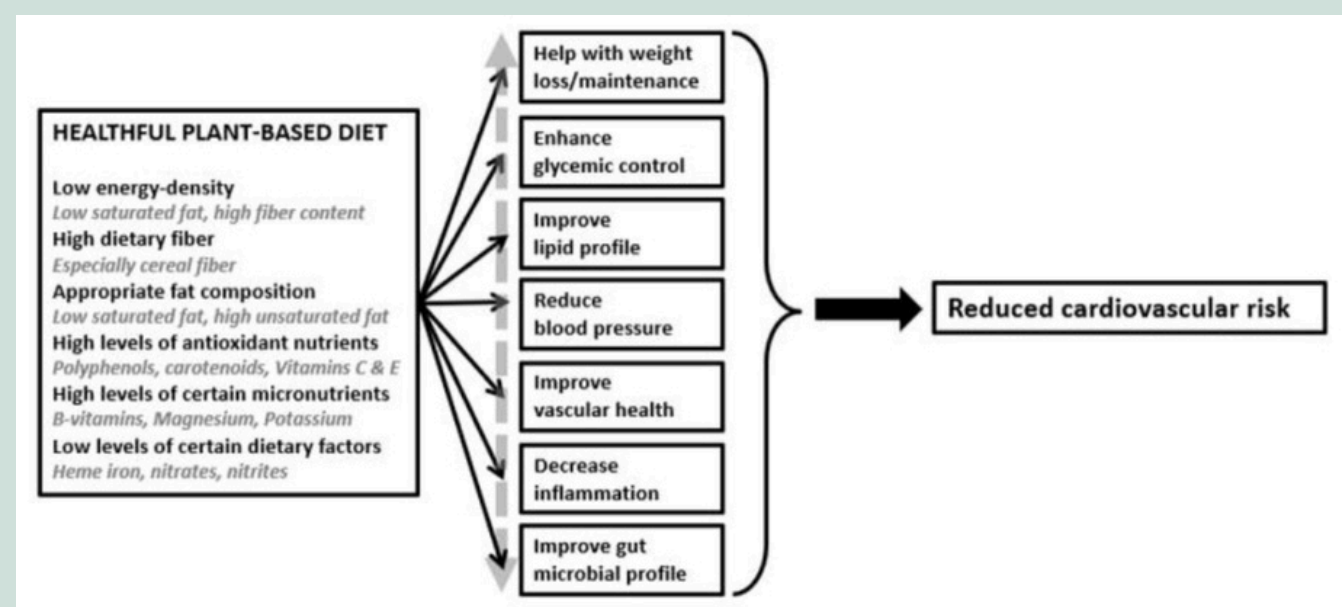 HEALTHFUL PLANT-BASED DIET
Low energy-density
Low saturated fat, high fiber content
High dietary fiber
Especially cereal fiber
Appropriate fat composition
Low saturated fat, high unsaturated fat
High levels of antioxidant nutrients
Polyphenols, carotenoids, Vitamins C & E
High levels of certain micronutrients
B-vitamins, Magnesium, Potassium
Low levels of certain dietary factors
Heme iron, nitrates, nitrites
Help with weight
loss/maintenance
Enhance
glycemic control
Improve
lipid profile
Reduce
blood pressure
Improve
vascular health
Decrease
inflammation
Improve gut
microbial profile
Reduced cardiovascular risk